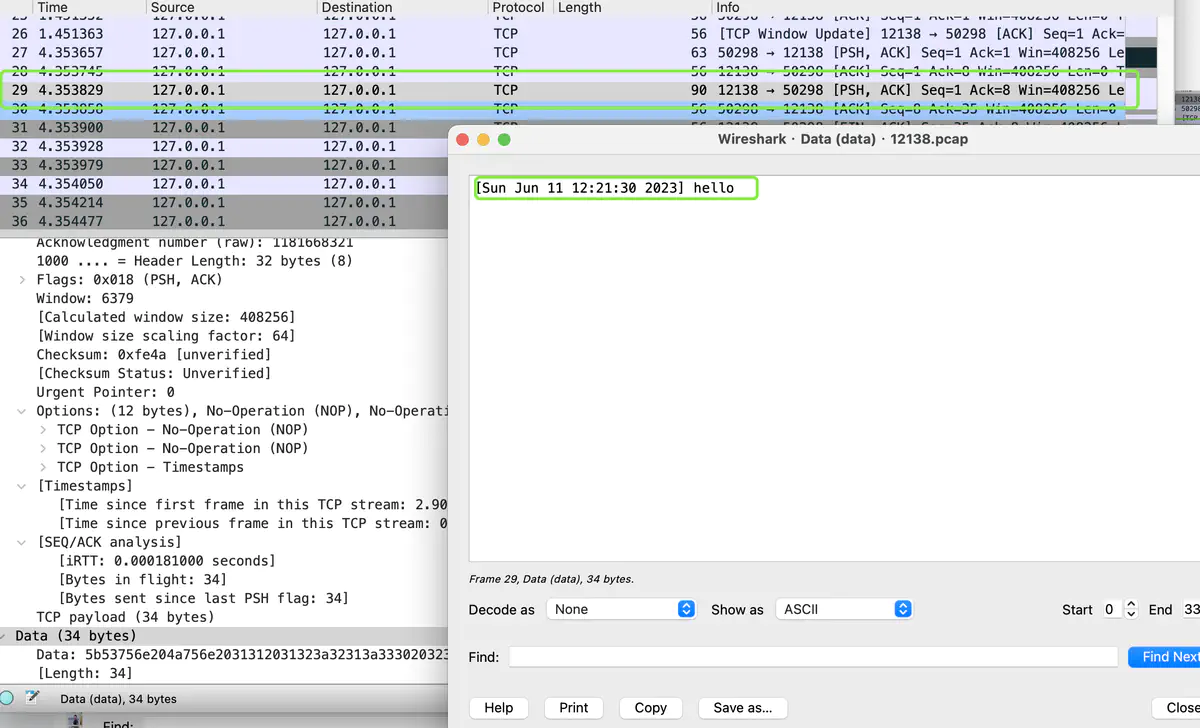 Time Source Destination Protocol Length Info
26 1.451363 127.0.0.1 127.0.0.1 TCP 56 [TCP Window Update] 12138 → 50298 [ACK] Seq=1 Ack=
27 4.353657 127.0.0.1 127.0.0.1 TCP 63 50298 → 12138 [PSH, ACK] Seq=1 Ack=1 Win=408256 Le
28 4.353745 127.0.0.1 127.0.0.1 TCP 56 12138 → 50298 [ACK] Seq=1 Ack=8 Win=408256 Len=0 T
29 4.353829 127.0.0.1 127.0.0.1 TCP 90 12138 → 50298 [PSH, ACK] Seq=1 Ack=8 Win=408256 Le
30 4.353858 127.0.0.1 127.0.0.1 TCP 56 50298 → 12138 [ACK] Seq=8 Ack=35 Win=408256 Len=0
31 4.353900 127.0.0.1 127.0.0.1
32 4.353928 127.0.0.1 127.0.0.1
33 4.353979 127.0.0.1 127.0.0.1
34 4.354050 127.0.0.1 127.0.0.1
35 4.354214 127.0.0.1 127.0.0.1
36 4.354477 127.0.0.1 127.0.0.1
Acknowledgment number (raw): 1181668321
1000 .... = Header Length: 32 bytes (8)
Flags: 0x018 (PSH, ACK)
Window: 6379
[Calculated window size: 408256]
[Window size scaling factor: 64]
Checksum: 0xfe4a [unverified]
[Checksum Status: Unverified]
Urgent Pointer: 0
Options: (12 bytes), No-Operation (NOP), No-Operati
TCP Option – No-Operation (NOP)
TCP Option – No-Operation (NOP)
TCP Option – Timestamps
[Timestamps]
[Time since first frame in this TCP stream: 2.90
[Time since previous frame in this TCP stream: 0
[SEQ/ACK analysis]
[iRTT: 0.000181000 seconds]
[Bytes in flight: 34]
[Bytes sent since last PSH flag: 34]
TCP payload (34 bytes)
Data (34 bytes)
Data: 5b53756e204a756e2031312031323a32313a333020323
[Length: 34]
Data (data), 34 bytes
Find:
Wireshark · Data (data) · 12138.pcap
[Sun Jun 11 12:21:30 2023] hello
Frame 29, Data (data), 34 bytes.
Decode as None Show as ASCII Start 0 End 33
Find: Find Next
Help Print Copy Save as... Close